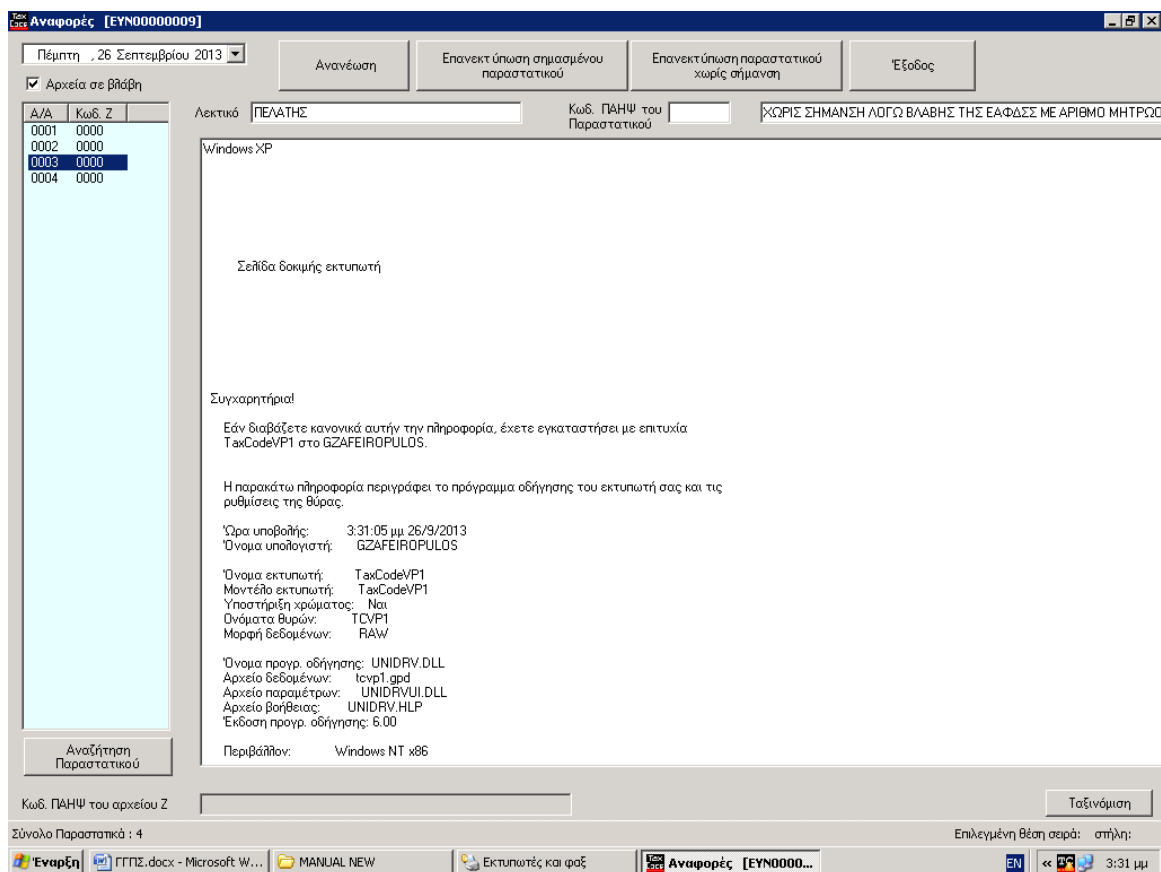 Tax Code Αναφορές [ΕΥΝ00000009]
Πέμπτη , 26 Σεπτεμβρίου 2013
Αρχεία σε βλάβη
Ανανέωση
Επανεκτύπωση σημασμένου παραστατικού
Επανεκτύπωση παραστατικού χωρίς σήμανση
Έξοδος
Α/Α Κωδ. Ζ
0001 0000
0002 0000
0003 0000
0004 0000
Λεκτικό ΠΕΛΑΤΗΣ
Κωδ. ΠΑΗΨ του Παραστατικού
ΧΩΡΙΣ ΣΗΜΑΝΣΗ ΛΟΓΩ ΒΛΑΒΗΣ ΤΗΣ ΕΑΦΔΣΣ ΜΕ ΑΡΙΘΜΟ ΜΗΤΡΩΟ
Windows XP
Σελίδα δοκιμής εκτυπωτή
Συγχαρητήρια!
Εάν διαβάζετε κανονικά αυτήν την πληροφορία, έχετε εγκαταστήσει με επιτυχία
TaxCodeVP1 στο GZAFEIROPULOS.
Η παρακάτω πληροφορία περιγράφει το πρόγραμμα οδήγησης του εκτυπωτή σας και τις
ρυθμίσεις της θύρας.
Ώρα υποβολής: 3:31:05 μμ 26/9/2013
Όνομα υπολογιστή: GZAFEIROPULOS
Όνομα εκτυπωτή: TaxCodeVP1
Μοντέλο εκτυπωτή: TaxCodeVP1
Υποστήριξη χρώματος: Ναι
Ονόματα θυρών: TCVP1
Μορφή δεδομένων: RAW
Όνομα προγρ. οδήγησης: UNIDRV.DLL
Αρχείο δεδομένων: tcvp1.gpd
Αρχείο παραμέτρων: UNIDRVUI.DLL
Αρχείο βοήθειας: UNIDRV.HLP
Έκδοση προγρ. οδήγησης: 6.00
Περιβάλλον: Windows NT x86
Αναζήτηση Παραστατικού
Κωδ. ΠΑΗΨ του αρχείου Ζ
Ταξινόμιση
Σύνολο Παραστατικά : 4
Επιλεγμένη θέση σειρά: στήλη:
Έναρξη
ΓΓΠΣ.docx - Microsoft W...
MANUAL NEW
Εκτυπωτές και φαξ
Tax Code Αναφορές [ΕΥΝ0000...
EN
« TC
3:31 μμ